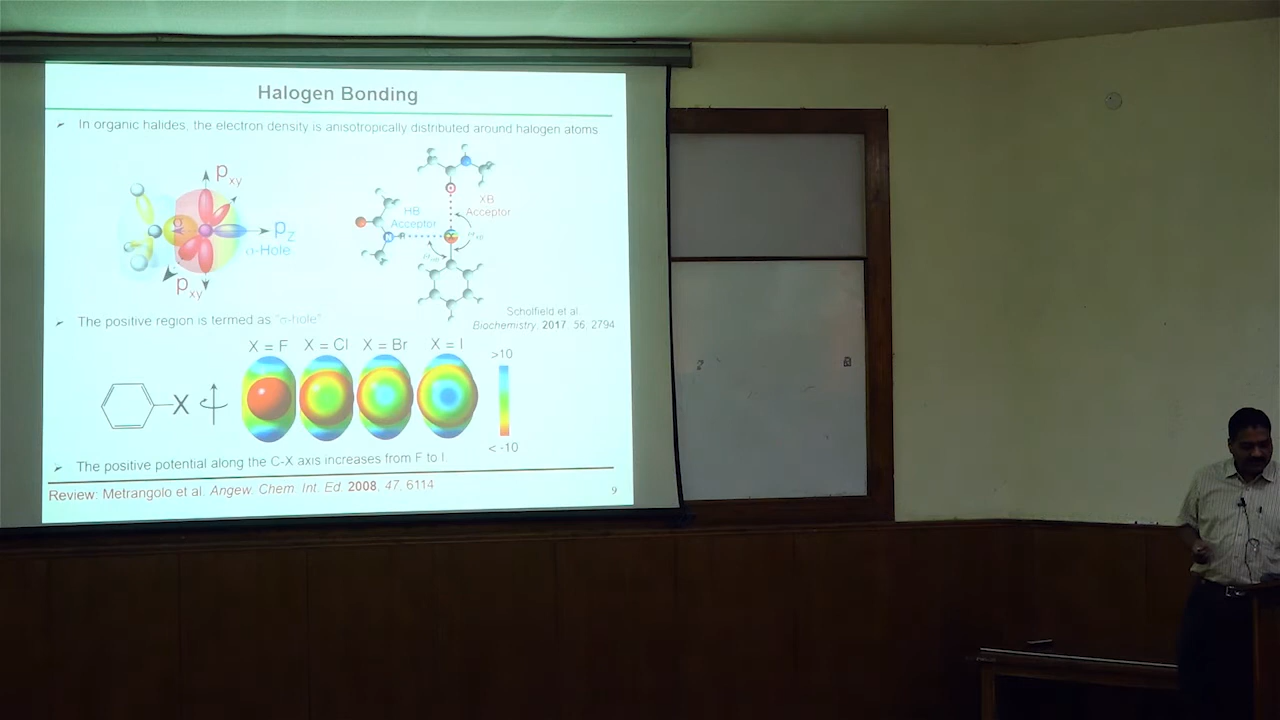 Halogen Bonding
In organic halides, the electron density is anisotropically distributed around halogen atoms
pxy
pz
σ-Hole
pxy
HB
Acceptor
XB
Acceptor
N
H
X
Scholfield et al
Biochemistry. 2017, 56, 2794
The positive region is termed as "σ-hole"
X = F X = Cl X = Br X = I
>10
X
< -10
The positive potential along the C-X axis increases from F to I
Review: Metrangolo et al. Angew. Chem. Int. Ed. 2008, 47, 6114
9